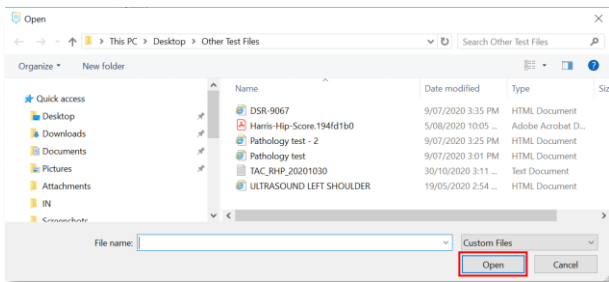 Open
This PC > Desktop > Other Test Files
Search Other Test Files
Organize
New folder
Name
Date modified
Type
Siz
Quick access
Desktop
Downloads
Documents
Pictures
Attachments
IN
Screenshots
DSR-9067 9/07/2020 3:35 PM HTML Document
Harris-Hip-Score.194fd1b0 5/08/2020 10:05 ... Adobe Acrobat D...
Pathology test - 2 9/07/2020 3:25 PM HTML Document
Pathology test 9/07/2020 3:01 PM HTML Document
TAC_RHP_20201030 30/10/2020 3:11 ... Text Document
ULTRASOUND LEFT SHOULDER 19/05/2020 2:54 ... HTML Document
File name:
Custom Files
Open
Cancel